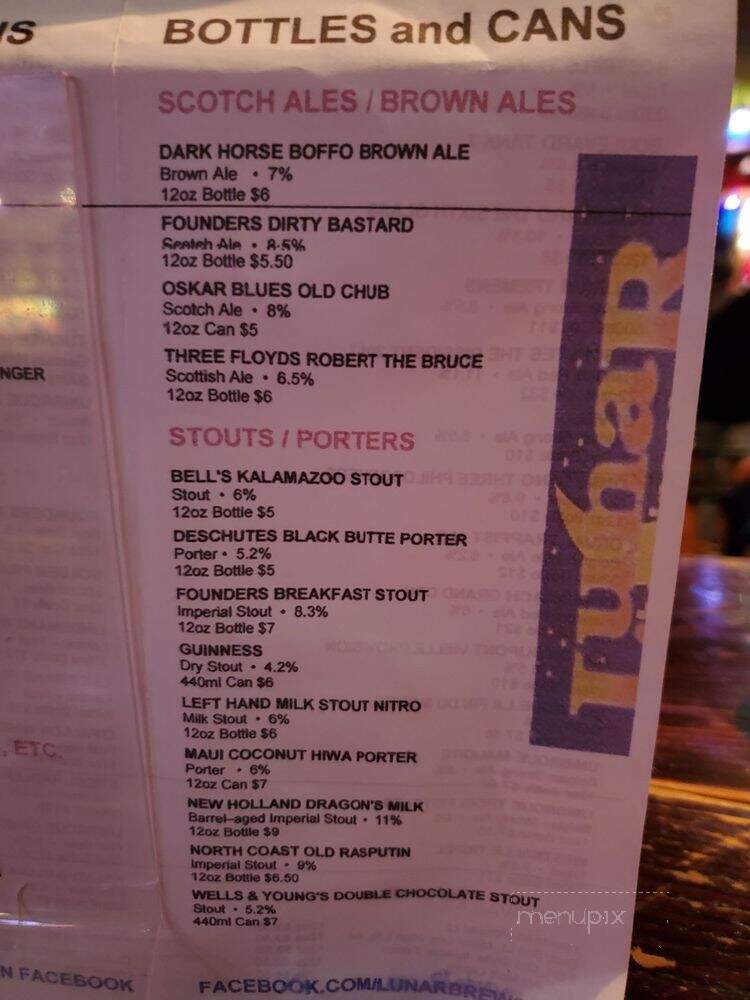 BOTTLES and CANS
SCOTCH ALES / BROWN ALES
DARK HORSE BOFFO BROWN ALE
Brown Ale • 7%
12oz Bottle $6
FOUNDERS DIRTY BASTARD
Scotch Ale • 8.5%
12oz Bottle $5.50
OSKAR BLUES OLD CHUB
Scotch Ale • 8%
12oz Can $5
THREE FLOYDS ROBERT THE BRUCE
Scottish Ale • 6.5%
12oz Bottle $6
STOUTS / PORTERS
BELL'S KALAMAZOO STOUT
Stout • 6%
12oz Bottle $5
DESCHUTES BLACK BUTTE PORTER
Porter • 5.2%
12oz Bottle $5
FOUNDERS BREAKFAST STOUT
Imperial Stout • 8.3%
12oz Bottle $7
GUINNESS
Dry Stout • 4.2%
440ml Can $6
LEFT HAND MILK STOUT NITRO
Milk Stout • 6%
12oz Bottle $6
MAUI COCONUT HIWA PORTER
Porter • 6%
12oz Can $7
NEW HOLLAND DRAGON'S MILK
Barrel-aged Imperial Stout • 11%
12oz Bottle $9
NORTH COAST OLD RASPUTIN
Imperial Stout • 9%
12oz Bottle $6.50
WELLS & YOUNG'S DOUBLE CHOCOLATE STOUT
Stout • 5.2%
440ml Can $7
FACEBOOK.COM/LUNARBREW
LunaR
NGER
, ETC.
N FACEBOOK
menupix